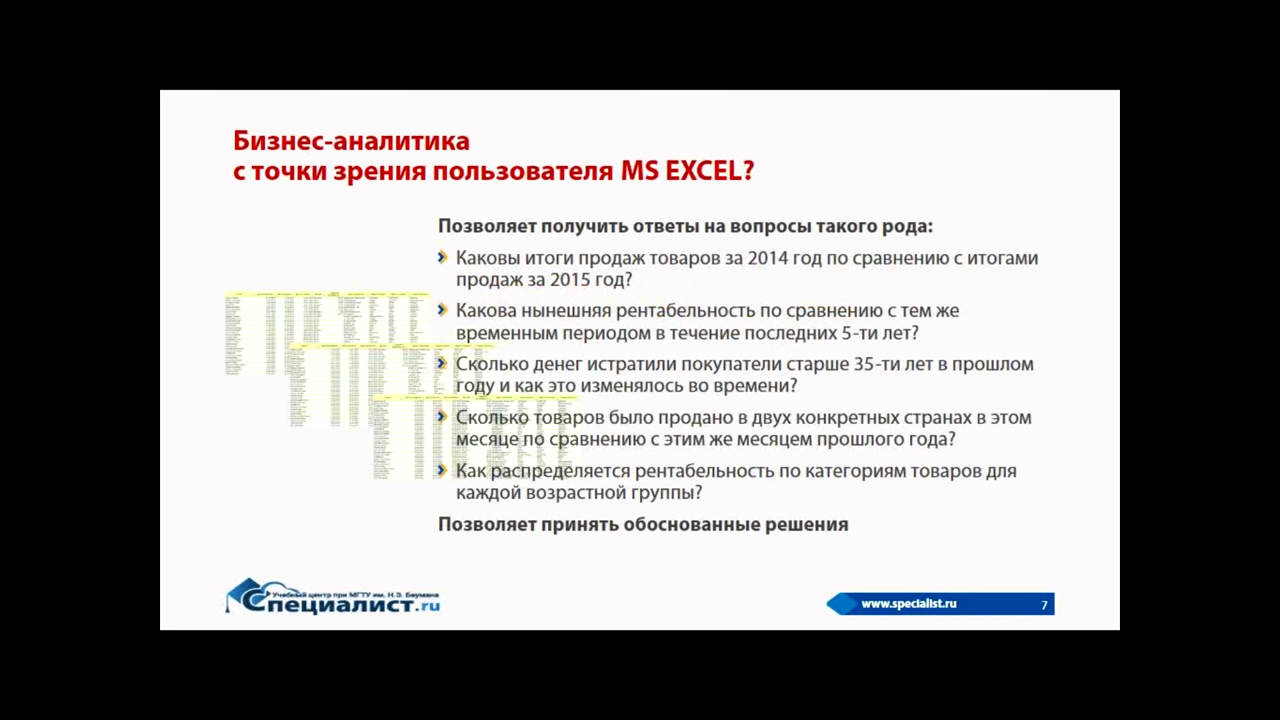 Бизнес-аналитика
с точки зрения пользователя MS EXCEL?
Позволяет получить ответы на вопросы такого рода:
Каковы итоги продаж товаров за 2014 год по сравнению с итогами
продаж за 2015 год?
Какова нынешняя рентабельность по сравнению с тем же
временным периодом в течение последних 5-ти лет?
Сколько денег истратили покупатели старше 35-ти лет в прошлом
году и как это изменялось во времени?
Сколько товаров было продано в двух конкретных странах в этом
месяце по сравнению с этим же месяцем прошлого года?
Как распределяется рентабельность по категориям товаров для
каждой возрастной группы?
Позволяет принять обоснованные решения
Учебный центр при МГТУ им. Н.Э. Баумана
Специалист.ru
www.specialist.ru
7